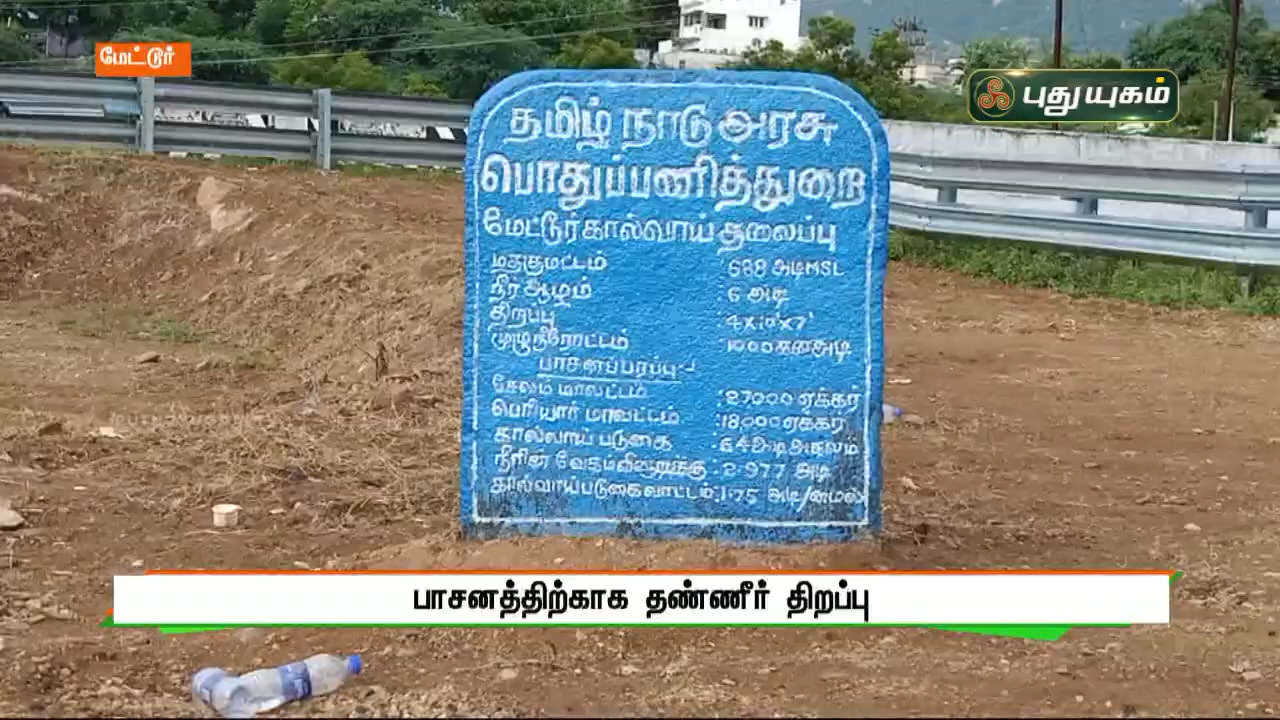 மேட்டூர்
புதுயுகம்
தமிழ் நாடு அரசு
பொதுப்பணித்துறை
மேட்டூர் கால்வாய் தலைப்பு
மதகுமட்டம் : 688 அடி MSL
நீர் ஆழம் : 6 அடி
திறப்பு : 4X10'X7'
முழுநீரோட்டம் : 1000 கனஅடி
பாசனப்பரப்பு:-
சேலம் மாவட்டம் : 27000 ஏக்கர்
பெரியார் மாவட்டம் : 18,000 ஏக்கர்
கால்வாய் படுகை : 64 அடி அகலம்
நீரின் வேகம் : 2.977 அடி
கால்வாய்படுகைவாட்டம் : 1.75 அடி/மைல்
பாசனத்திற்காக தண்ணீர் திறப்பு